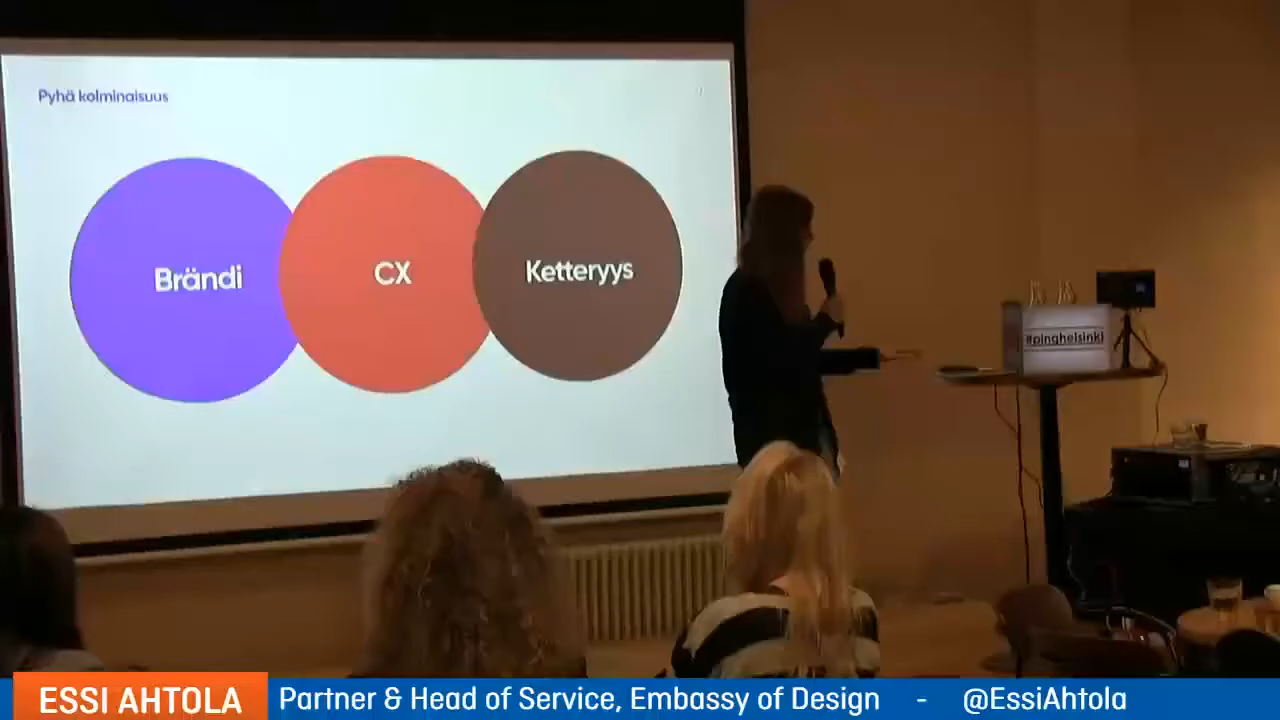 Pyhä kolminaisuus
Brändi
CX
Ketteryys
#pinghelsinki
ESSI AHTOLA
Partner & Head of Service, Embassy of Design - @EssiAhtola